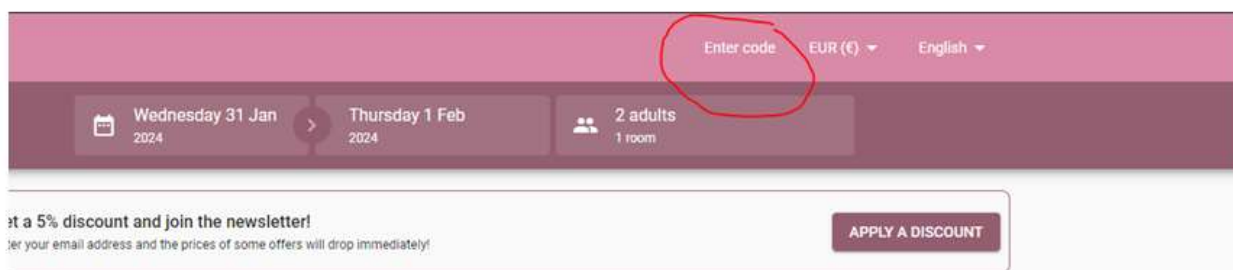 Enter code EUR (€) English
Wednesday 31 Jan Thursday 1 Feb 2 adults
2024 2024 1 room
a 5% discount and join the newsletter!
APPLY A DISCOUNT
your email address and the prices of some offers will drop immediately!